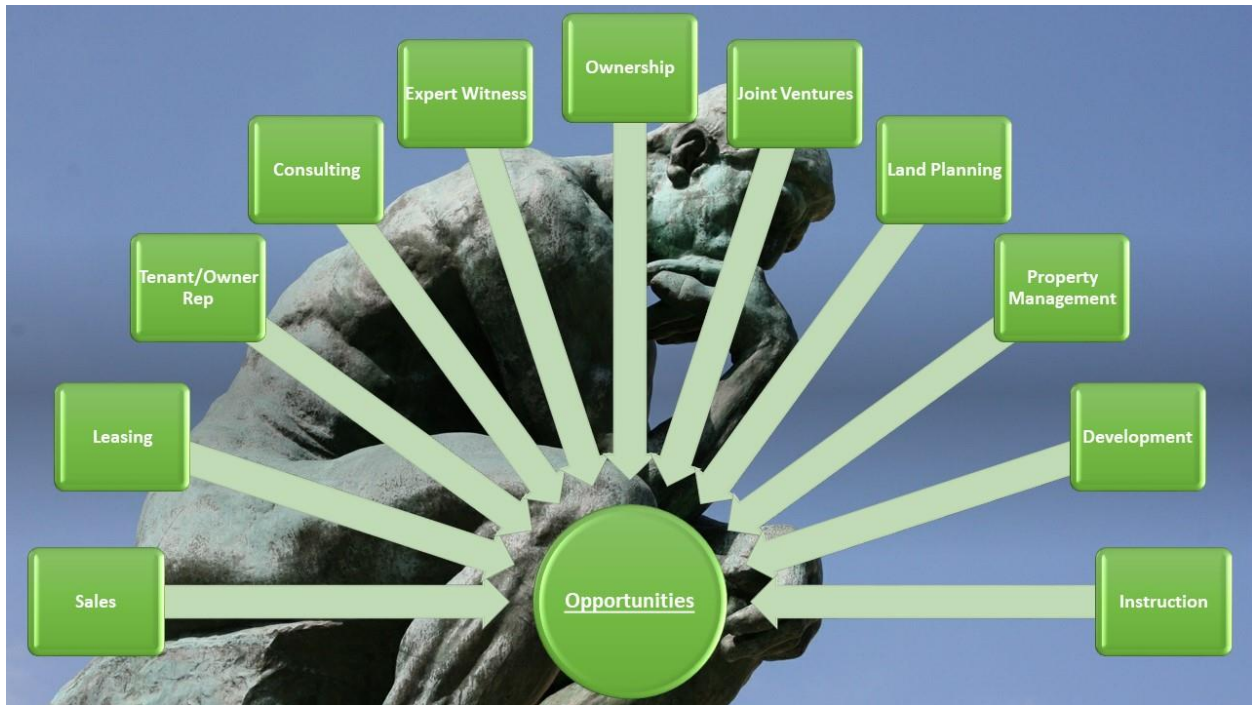 Ownership
Expert Witness
Joint Ventures
Consulting
Land Planning
Tenant/Owner
Rep
Property
Management
Leasing
Development
Sales
Opportunities
Instruction